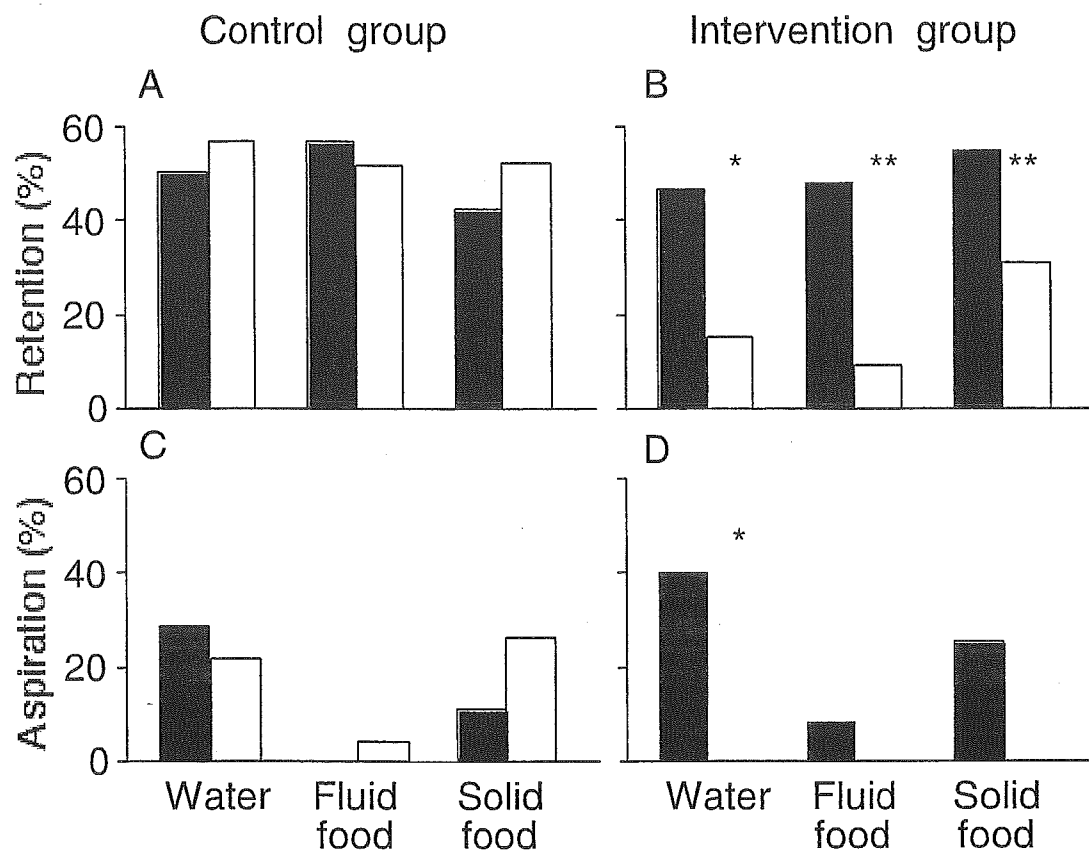 Control group
Intervention group
A
B
Retention (%)
60
40
20
0
*
**
**
C
D
Aspiration (%)
60
40
20
0
*
Water
Fluid food
Solid food
Water
Fluid food
Solid food